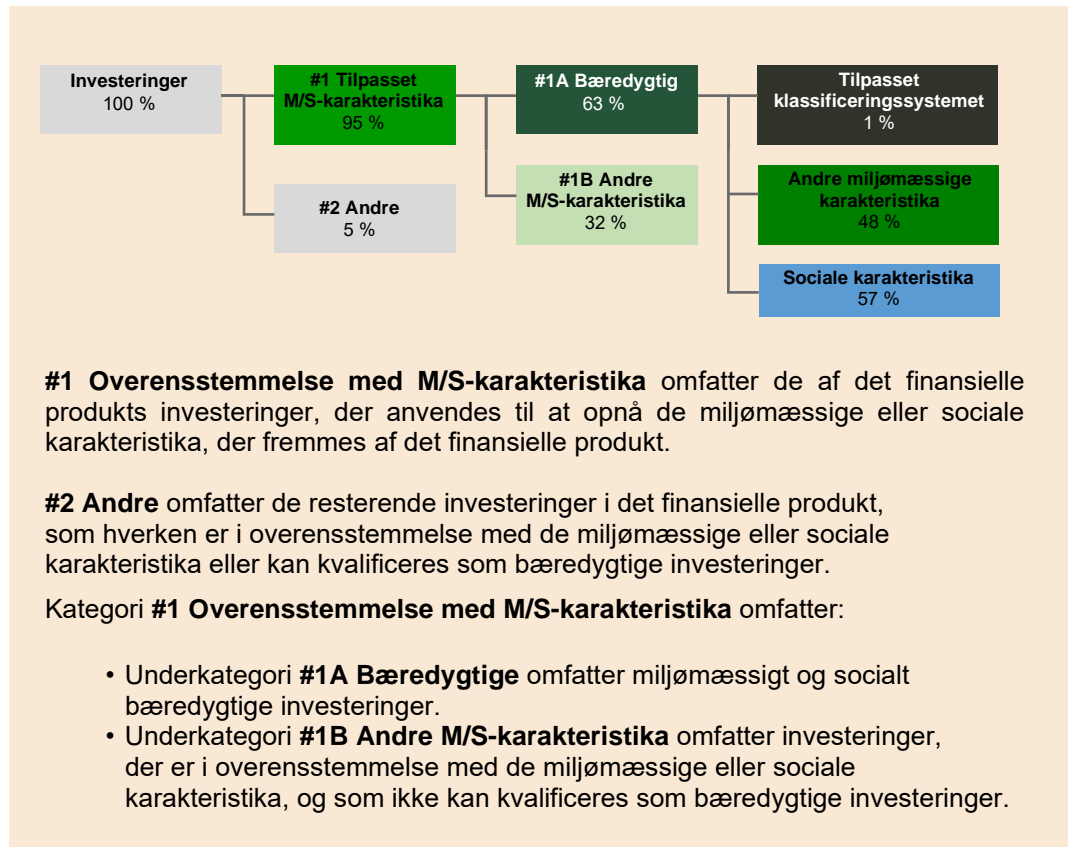 Investeringer
100 %
#1 Tilpasset
M/S-karakteristika
95 %
#2 Andre
5 %
#1A Bæredygtig
63 %
#1B Andre
M/S-karakteristika
32 %
Tilpasset
klassificeringssystemet
1 %
Andre miljømæssige
karakteristika
48 %
Sociale karakteristika
57 %
#1 Overensstemmelse med M/S-karakteristika omfatter de af det finansielle
produkts investeringer, der anvendes til at opnå de miljømæssige eller sociale
karakteristika, der fremmes af det finansielle produkt.
#2 Andre omfatter de resterende investeringer i det finansielle produkt,
som hverken er i overensstemmelse med de miljømæssige eller sociale
karakteristika eller kan kvalificeres som bæredygtige investeringer.
Kategori #1 Overensstemmelse med M/S-karakteristika omfatter:
• Underkategori #1A Bæredygtige omfatter miljømæssigt og socialt
bæredygtige investeringer.
• Underkategori #1B Andre M/S-karakteristika omfatter investeringer,
der er i overensstemmelse med de miljømæssige eller sociale
karakteristika, og som ikke kan kvalificeres som bæredygtige investeringer.